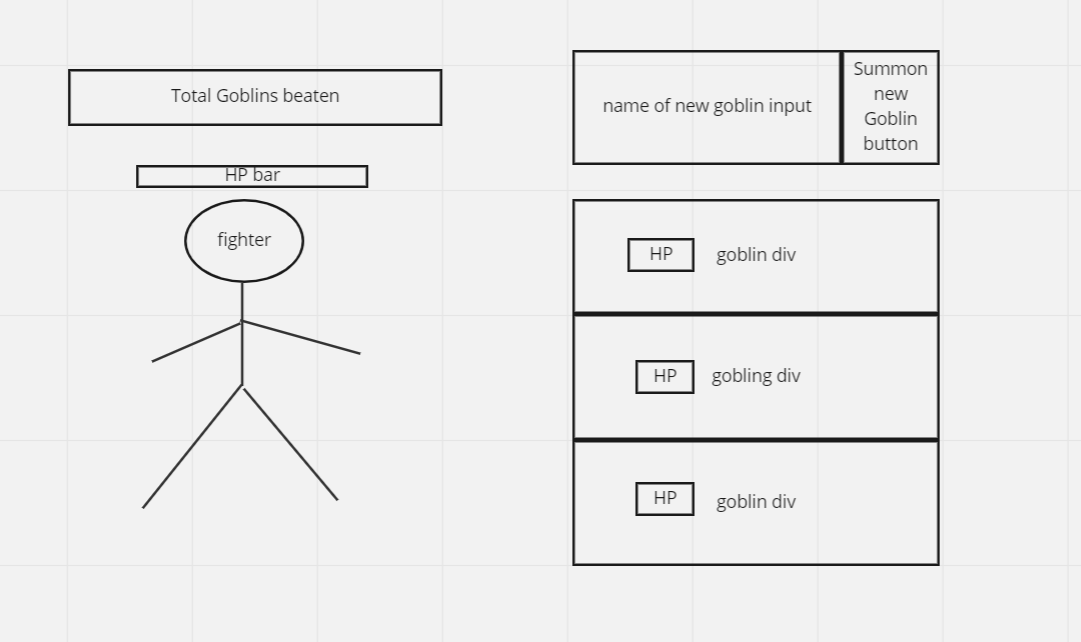 Total Goblins beaten
HP bar
fighter
name of new goblin input
Summon
new
Goblin
button
HP
goblin div
HP
gobling div
HP
goblin div